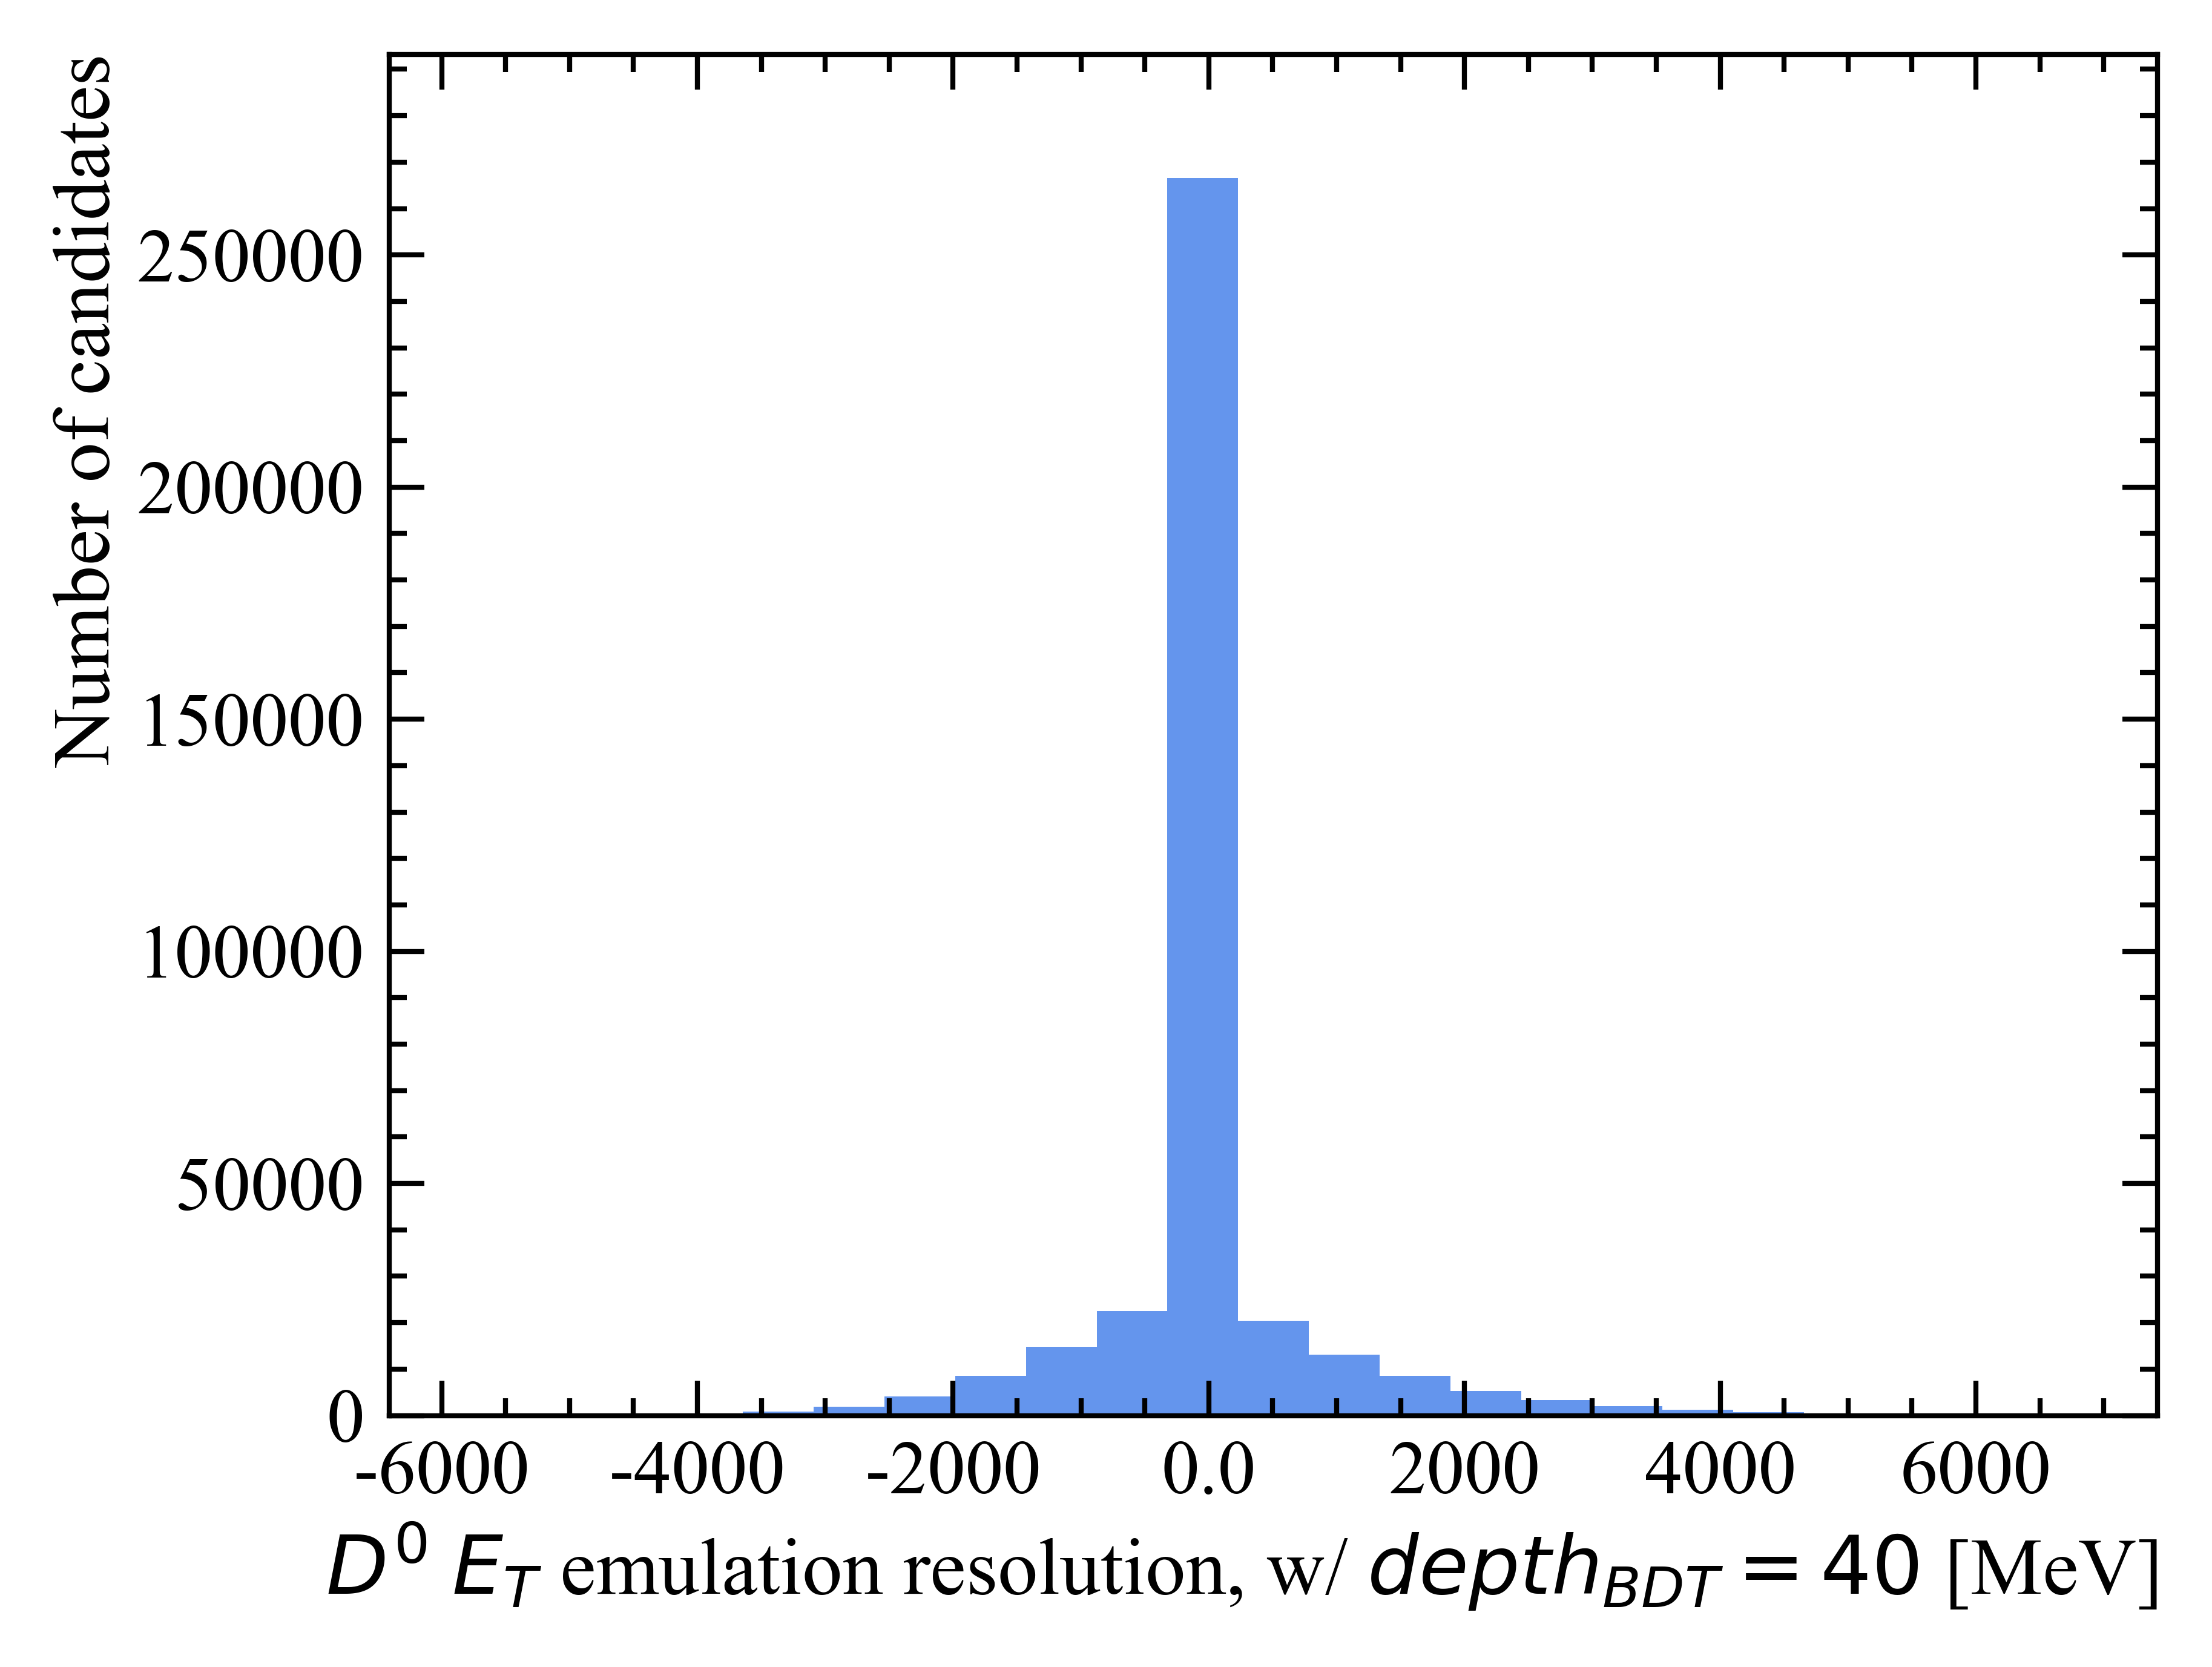 Number of candidates
250000
200000
150000
100000
50000
0
-6000 -4000 -2000 0.0 2000 4000 6000
D⁰ E_T emulation resolution, w/ depth_BDT = 40 [MeV]